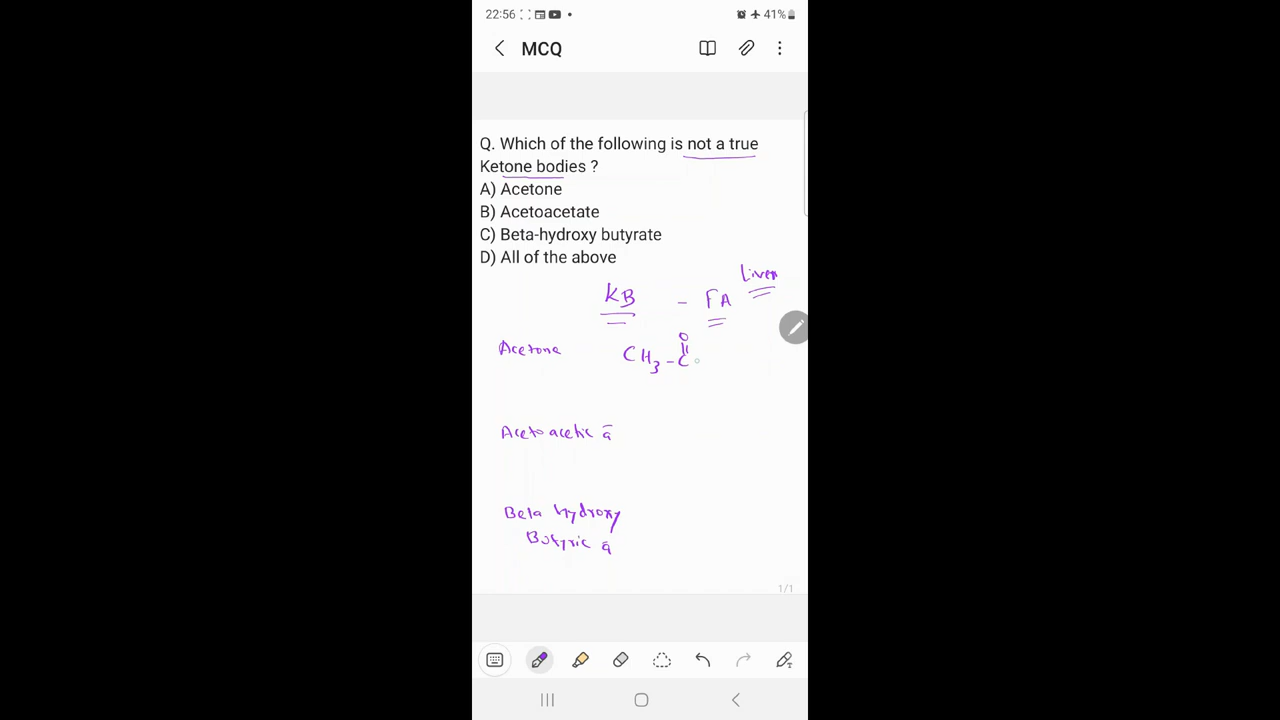 22:56 41%
MCQ
Q. Which of the following is not a true
Ketone bodies ?
A) Acetone
B) Acetoacetate
C) Beta-hydroxy butyrate
D) All of the above
Liver
KB - FA
O
Acetone CH3-C
Acetoacetic a
Beta hydroxy
Butyric a
1/1